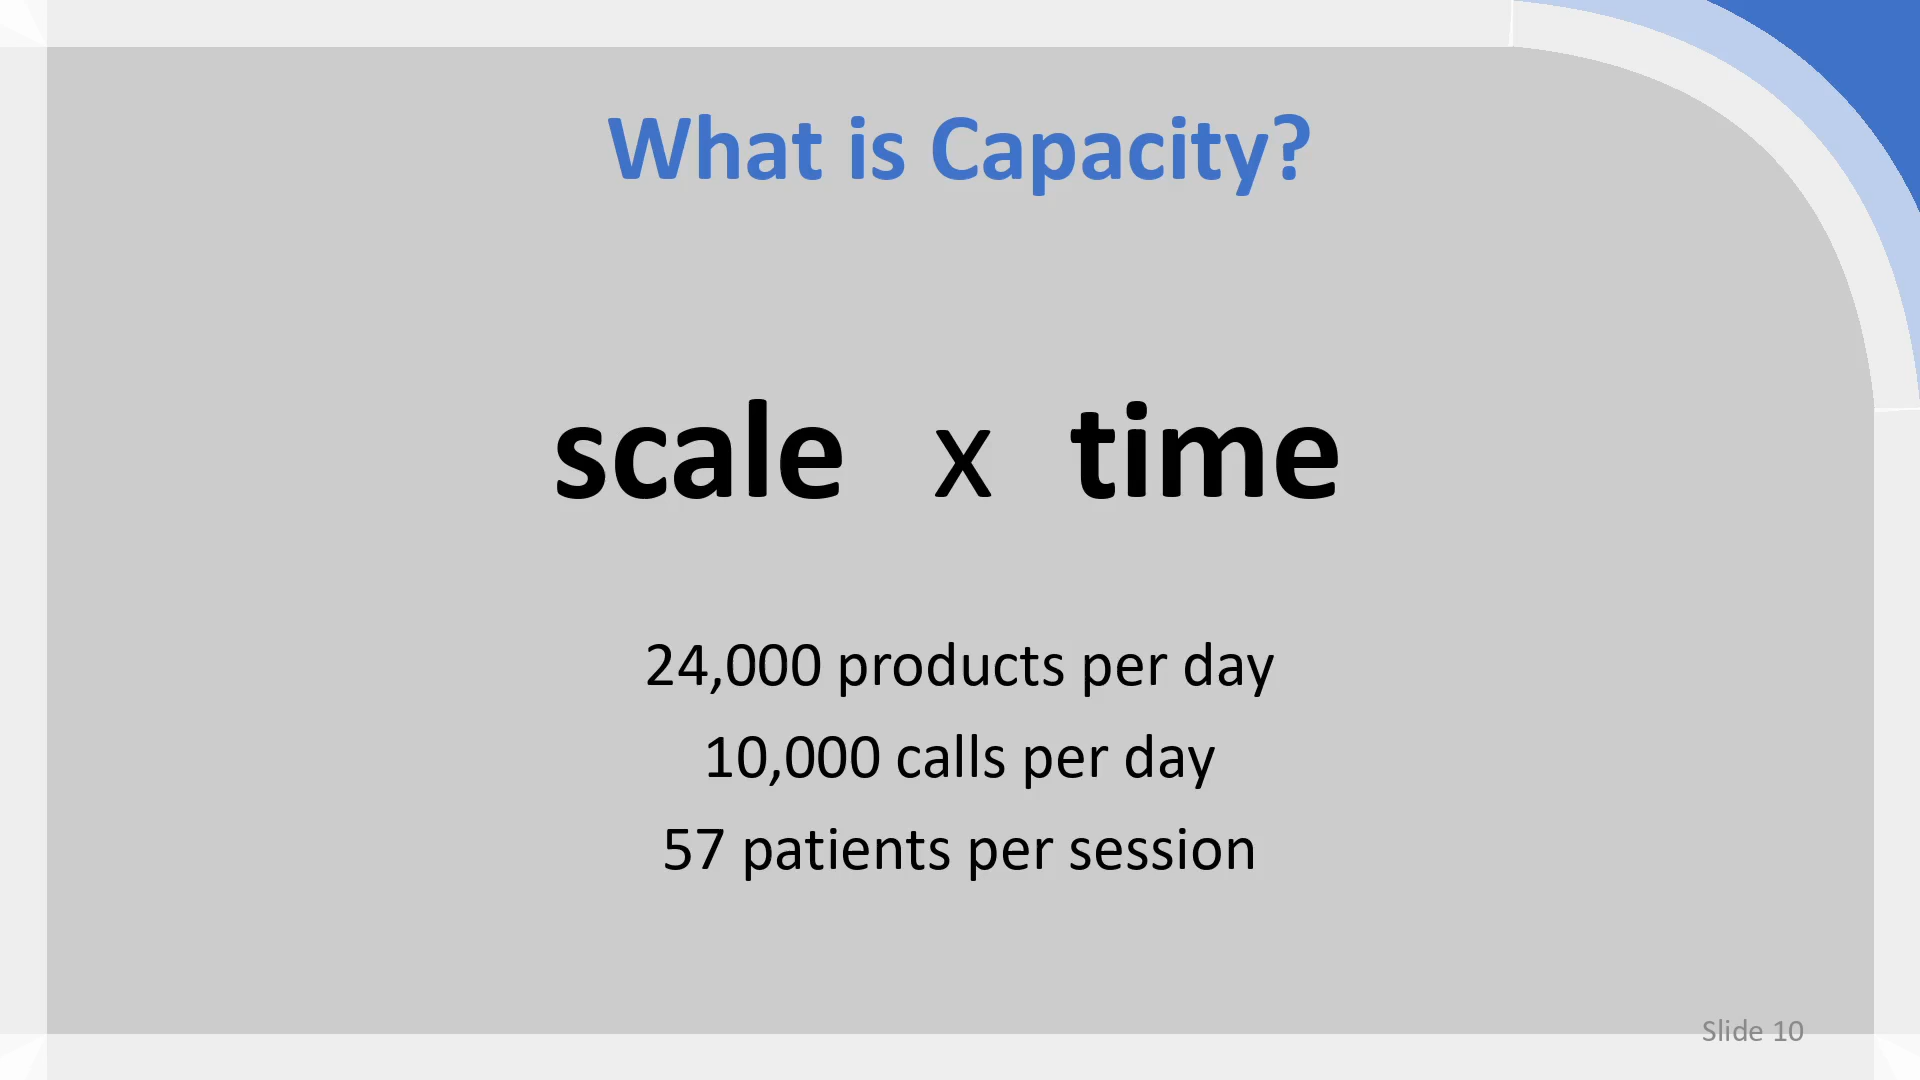 What is Capacity?
scale x time
24,000 products per day
10,000 calls per day
57 patients per session
Slide 10